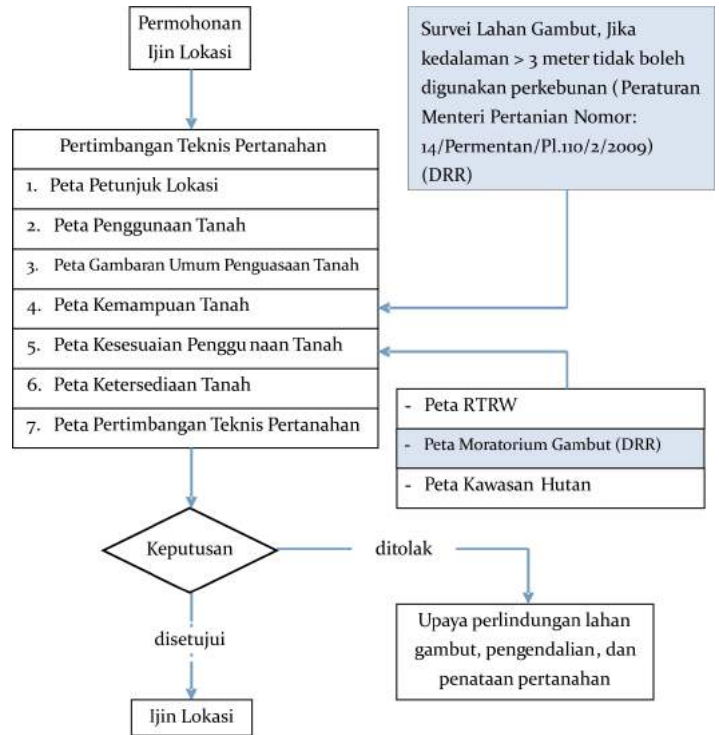 Permohonan
Ijin Lokasi
Survei Lahan Gambut, Jika
kedalaman > 3 meter tidak boleh
digunakan perkebunan ( Peraturan
Menteri Pertanian Nomor:
14/Permentan/Pl.110/2/2009)
(DRR)
Pertimbangan Teknis Pertanahan
1. Peta Petunjuk Lokasi
2. Peta Penggunaan Tanah
3. Peta Gambaran Umum Penguasaan Tanah
4. Peta Kemampuan Tanah
5. Peta Kesesuaian Penggunaan Tanah
6. Peta Ketersediaan Tanah
7. Peta Pertimbangan Teknis Pertanahan
- Peta RTRW
- Peta Moratorium Gambut (DRR)
- Peta Kawasan Hutan
Keputusan
ditolak
disetujui
Upaya perlindungan lahan
gambut, pengendalian, dan
penataan pertanahan
Ijin Lokasi